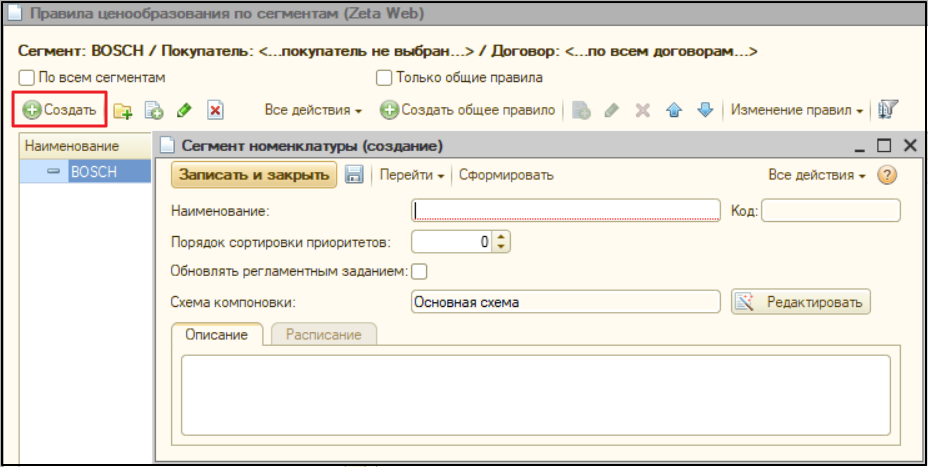 Правила ценообразования по сегментам (Zeta Web)
Сегмент: BOSCH / Покупатель: <...покупатель не выбран...> / Договор: <...по всем договорам...>
По всем сегментам Только общие правила
Создать Все действия Создать общее правило Изменение правил
Наименование Сегмент номенклатуры (создание)
BOSCH Записать и закрыть Перейти Сформировать Все действия ?
Наименование: Код:
Порядок сортировки приоритетов: 0
Обновлять регламентным заданием:
Схема компоновки: Основная схема Редактировать
Описание Расписание